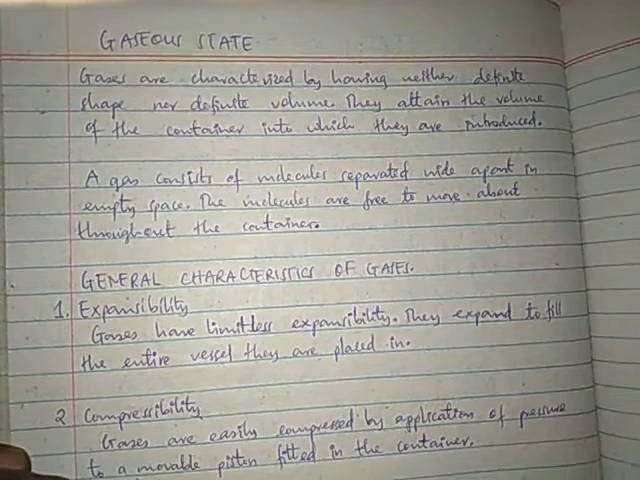 GASEOUS STATE
Gases are characterized by having neither definite
shape nor definite volume. They attain the volume
of the container into which they are introduced.
A gas consists of molecules separated wide apart in
empty space. The molecules are free to move about
throughout the container.
GENERAL CHARACTERISTICS OF GASES.
1. Expansibility
Gases have limitless expansibility. They expand to fill
the entire vessel they are placed in.
2 Compressibility
Gases are easily compressed by application of pressure
to a movable piston fitted in the container.